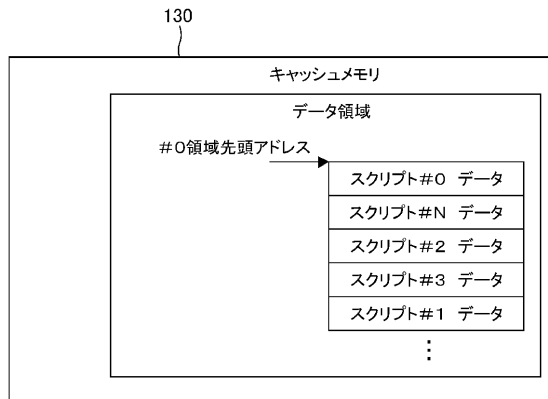 130
キャッシュメモリ
データ領域
#0領域先頭アドレス
スクリプト#0 データ
スクリプト#N データ
スクリプト#2 データ
スクリプト#3 データ
スクリプト#1 データ
⋮